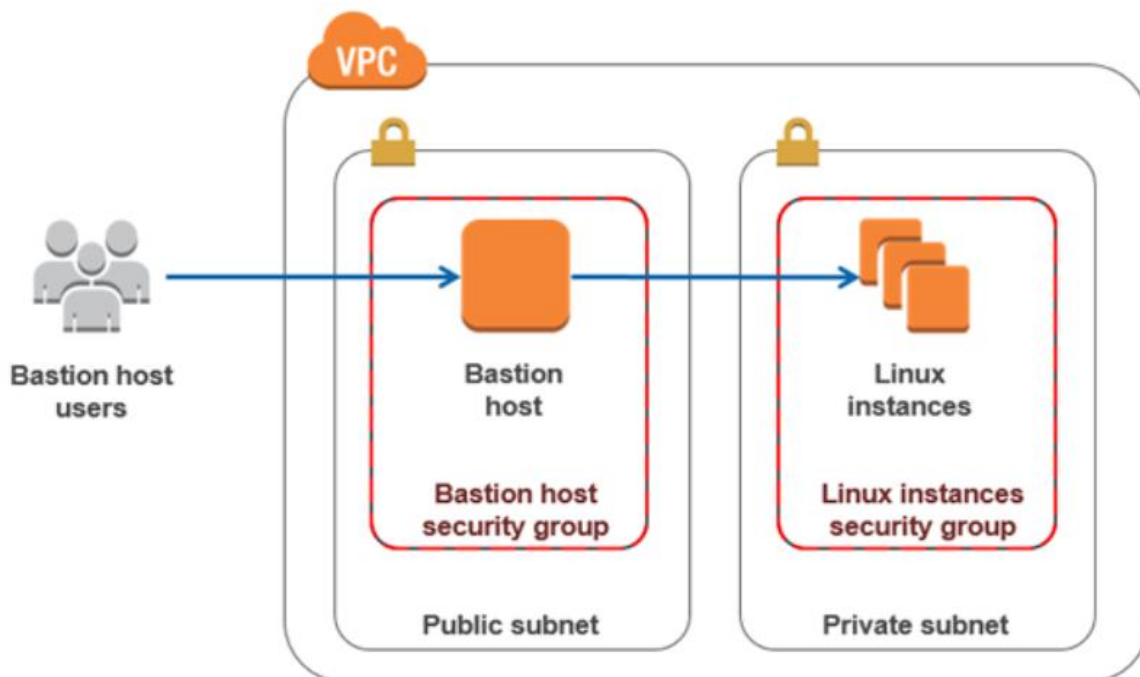 VPC
Bastion host
users
Bastion
host
Bastion host
security group
Public subnet
Linux
instances
Linux instances
security group
Private subnet